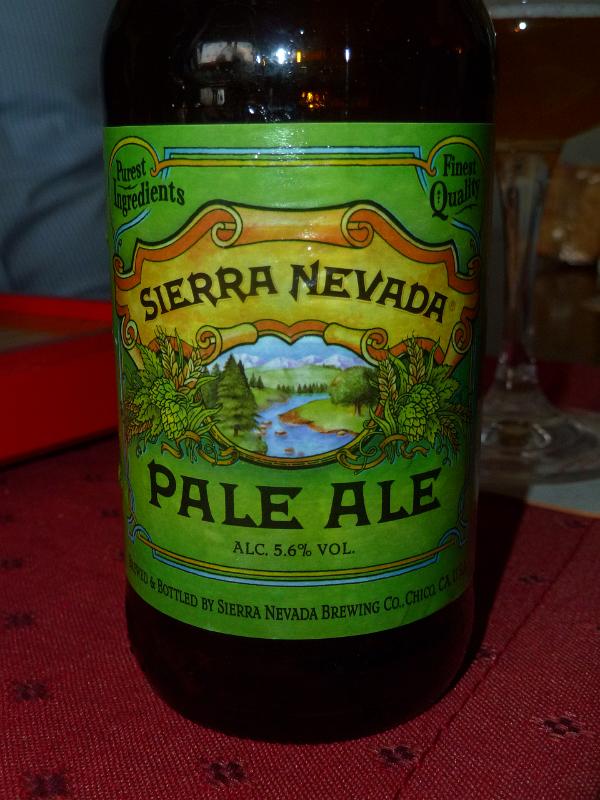 Purest
Ingredients
Finest
Quality
SIERRA NEVADA®
PALE ALE
ALC. 5.6% VOL.
BREWED & BOTTLED BY SIERRA NEVADA BREWING CO., CHICO, CA, U.S.A.